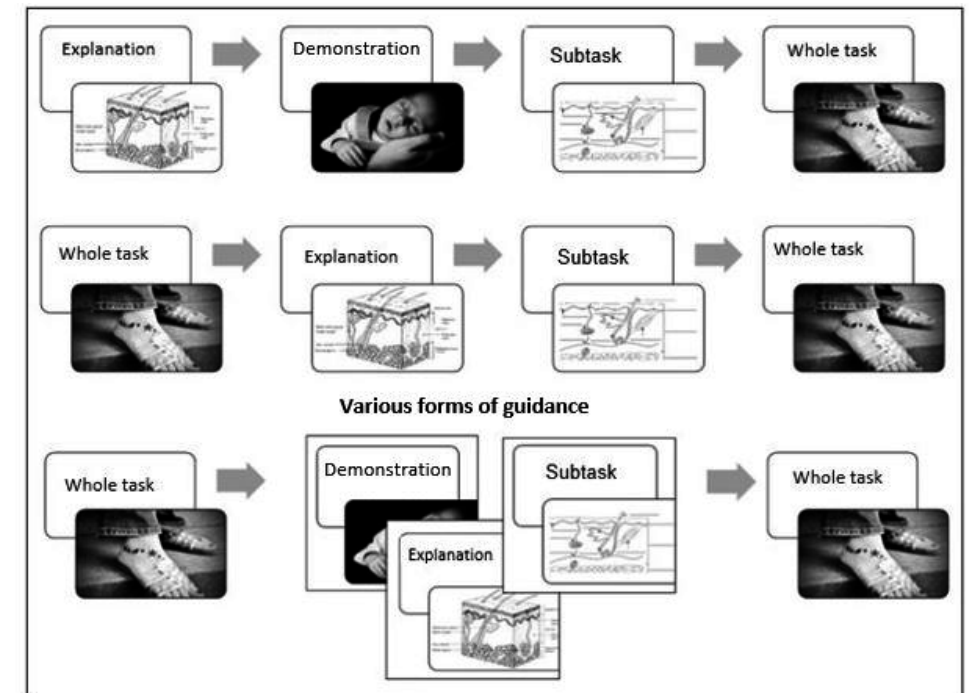 Explanation
Demonstration
Subtask
Whole task
Whole task
Explanation
Subtask
Whole task
Various forms of guidance
Whole task
Demonstration
Subtask
Whole task
Explanation